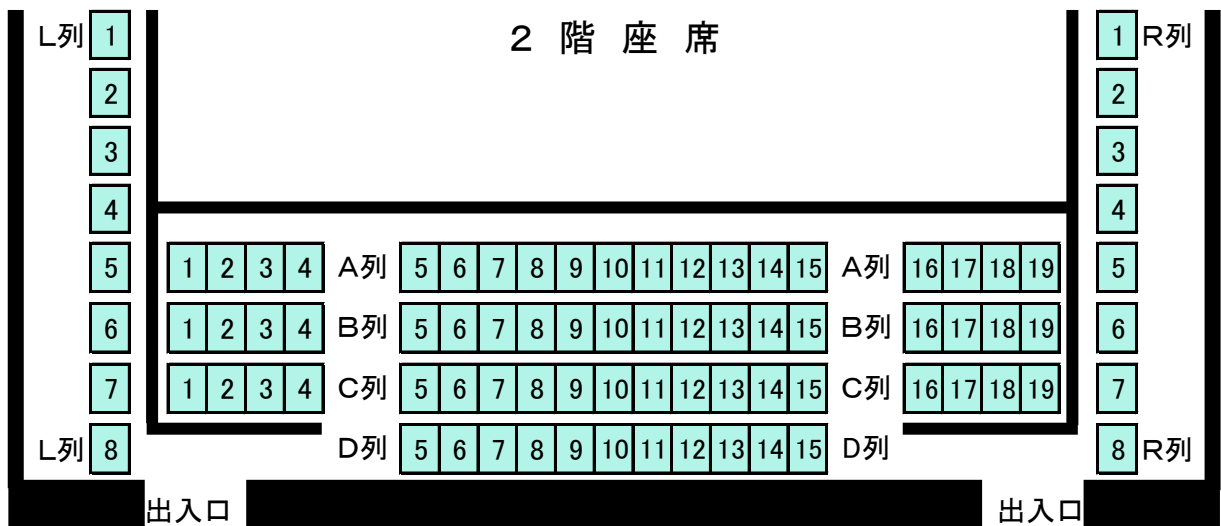 L列 1 2 階 座 席 1 R列
2 2
3 3
4 4
5 1 2 3 4 A列 5 6 7 8 9 10 11 12 13 14 15 A列 16 17 18 19 5
6 1 2 3 4 B列 5 6 7 8 9 10 11 12 13 14 15 B列 16 17 18 19 6
7 1 2 3 4 C列 5 6 7 8 9 10 11 12 13 14 15 C列 16 17 18 19 7
L列 8 D列 5 6 7 8 9 10 11 12 13 14 15 D列 8 R列
出入口 出入口